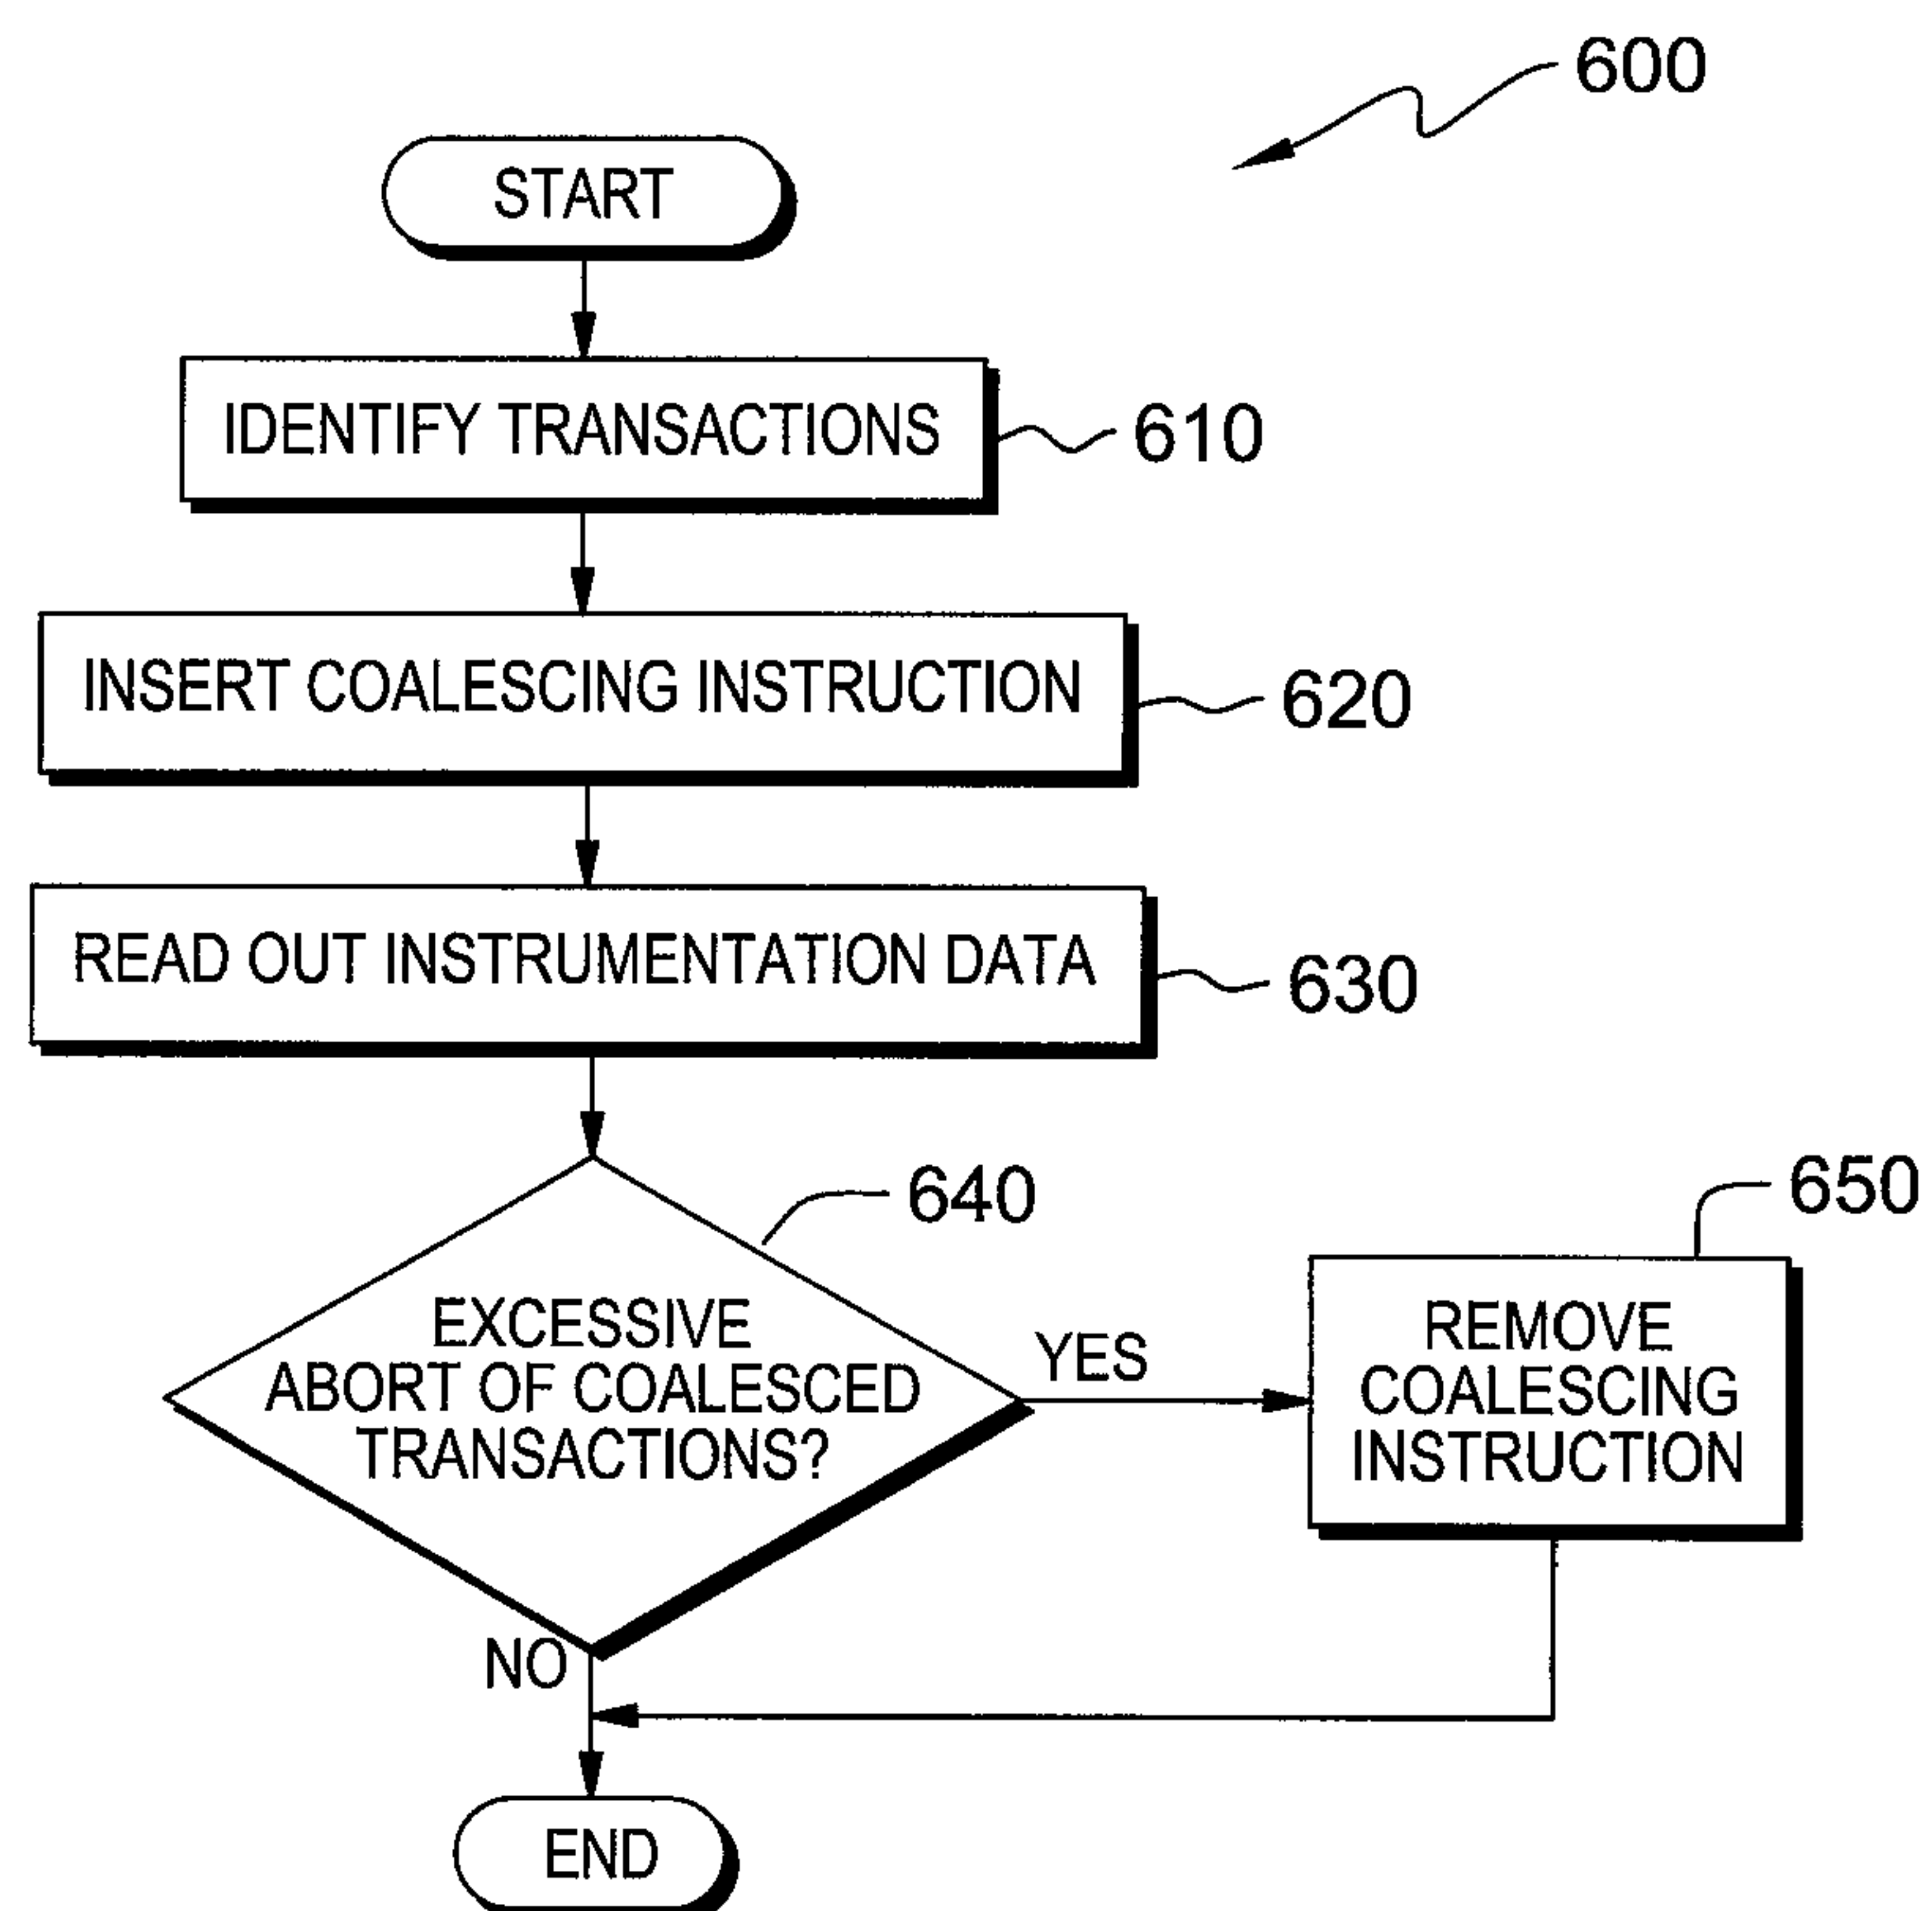 600
START
IDENTIFY TRANSACTIONS
610
INSERT COALESCING INSTRUCTION
620
READ OUT INSTRUMENTATION DATA
630
640
EXCESSIVE
ABORT OF COALESCED
TRANSACTIONS?
YES
650
REMOVE
COALESCING
INSTRUCTION
NO
END